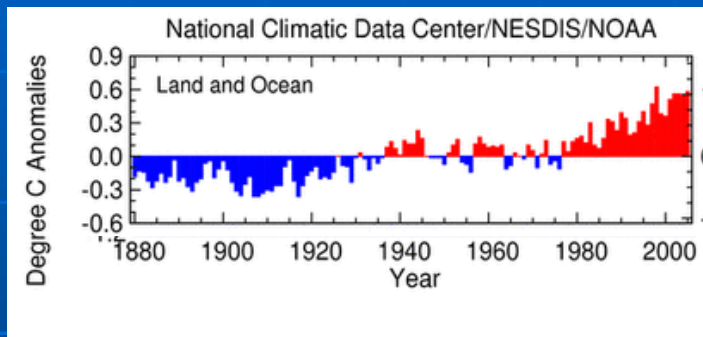 National Climatic Data Center/NESDIS/NOAA
Degree C Anomalies
0.9
0.6
0.3
0.0
-0.3
-0.6
Land and Ocean
1880 1900 1920 1940 1960 1980 2000
Year